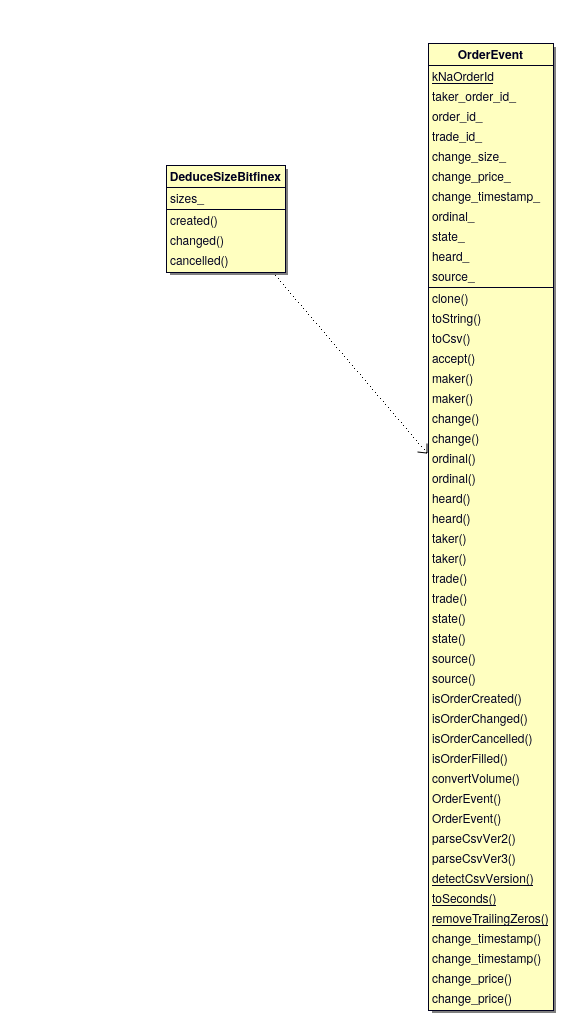 DeduceSizeBitfinex
sizes_
created()
changed()
cancelled()
OrderEvent
kNaOrderId
taker_order_id_
order_id_
trade_id_
change_size_
change_price_
change_timestamp_
ordinal_
state_
heard_
source_
clone()
toString()
toCsv()
accept()
maker()
maker()
change()
change()
ordinal()
ordinal()
heard()
heard()
taker()
taker()
trade()
trade()
state()
state()
source()
source()
isOrderCreated()
isOrderChanged()
isOrderCancelled()
isOrderFilled()
convertVolume()
OrderEvent()
OrderEvent()
parseCsvVer2()
parseCsvVer3()
detectCsvVersion()
toSeconds()
removeTrailingZeros()
change_timestamp()
change_timestamp()
change_price()
change_price()